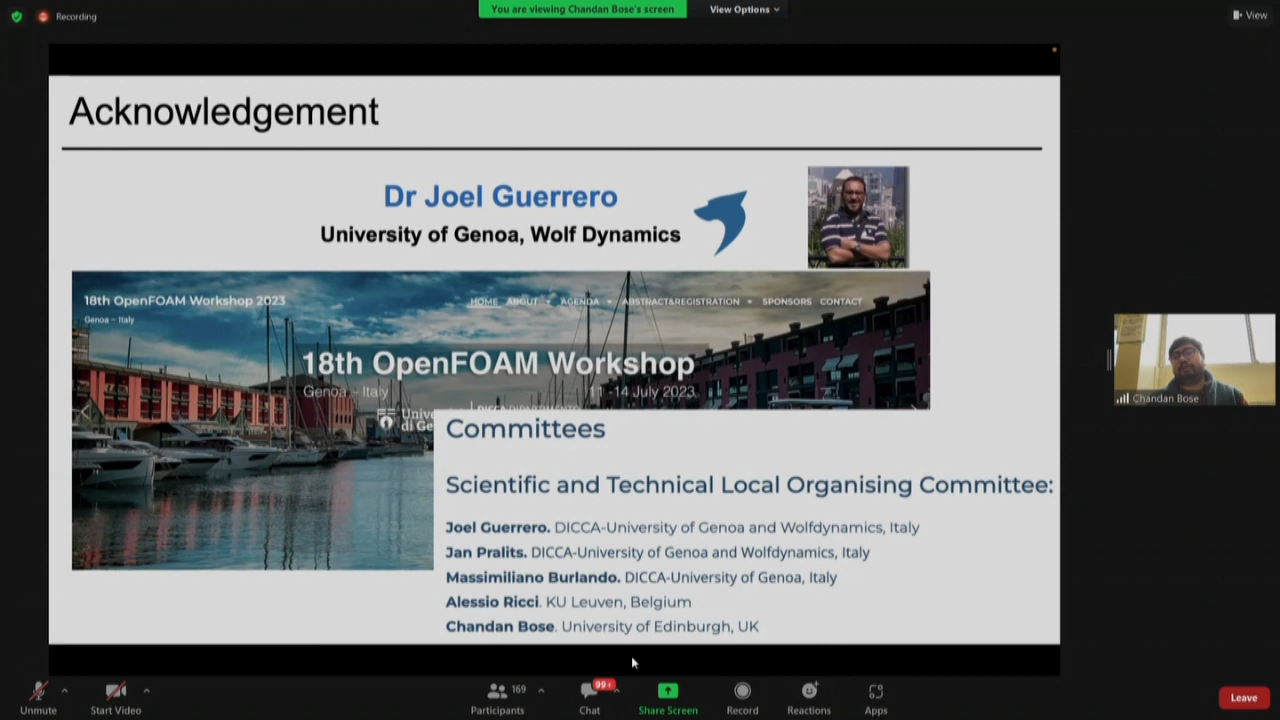 Recording
You are viewing Chandan Bose's screen
View Options
View
Acknowledgement
Dr Joel Guerrero
University of Genoa, Wolf Dynamics
18th OpenFOAM Workshop 2023
Genoa – Italy
HOME ABOUT AGENDA ABSTRACT&REGISTRATION SPONSORS CONTACT
18th OpenFOAM Workshop
Genoa - Italy 11 -14 July 2023
di Ge
Committees
Scientific and Technical Local Organising Committee:
Joel Guerrero. DICCA-University of Genoa and Wolfdynamics, Italy
Jan Pralits. DICCA-University of Genoa and Wolfdynamics, Italy
Massimiliano Burlando. DICCA-University of Genoa, Italy
Alessio Ricci. KU Leuven, Belgium
Chandan Bose. University of Edinburgh, UK
Chandan Bose
Unmute
Start Video
169
Participants
99+
Chat
Share Screen
Record
Reactions
Apps
Leave